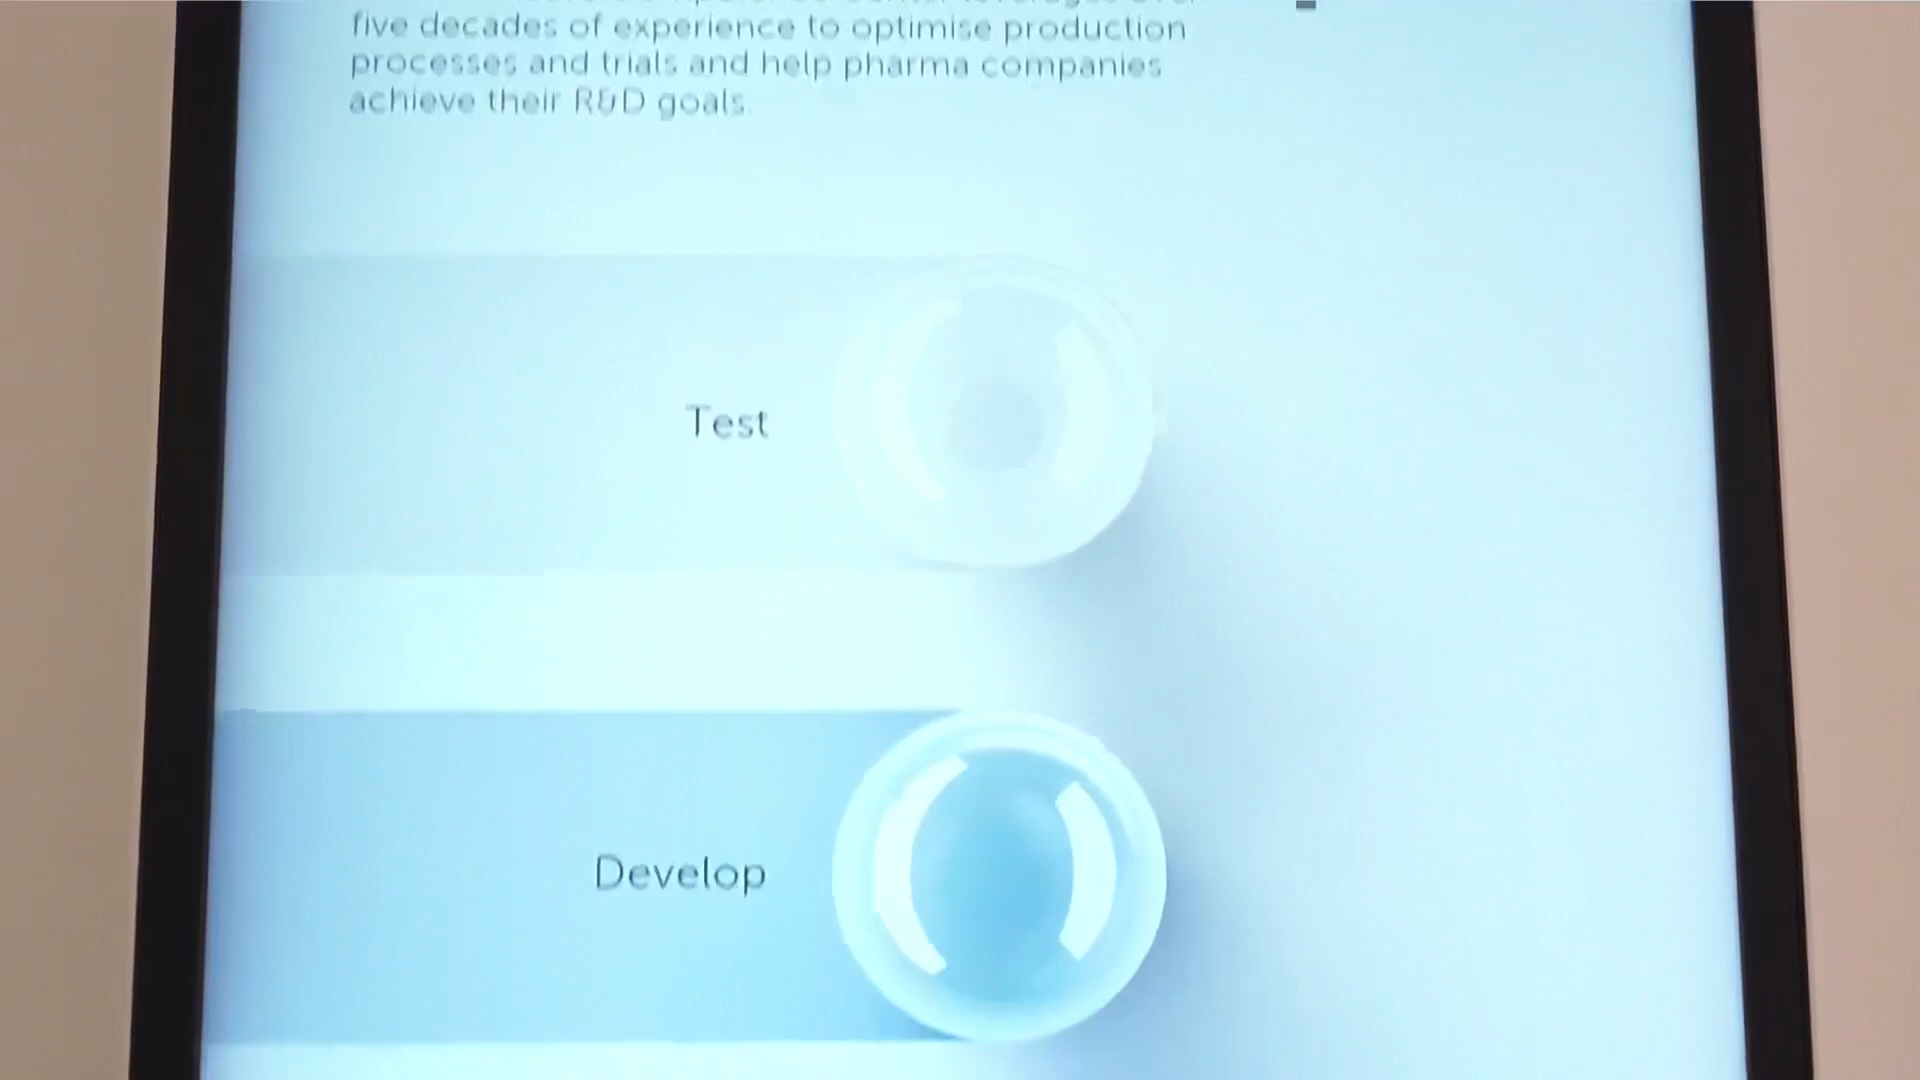 five decades of experience to optimise production
processes and trials and help pharma companies
achieve their R&D goals.
Test
Develop